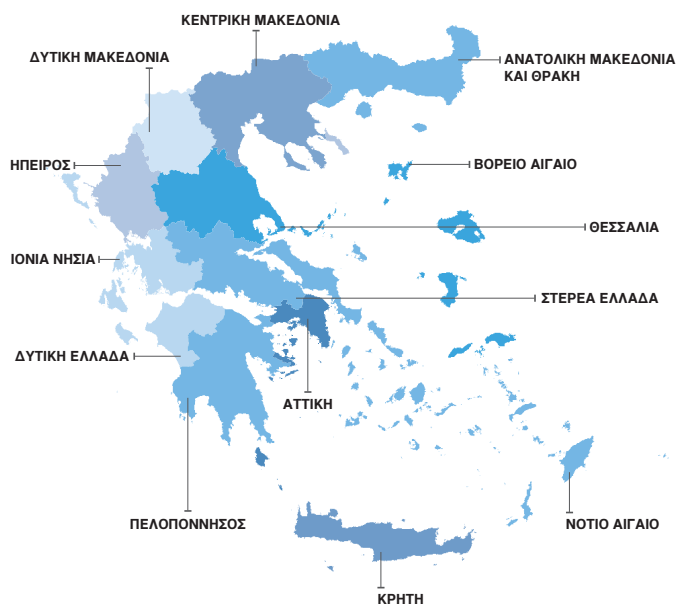 ΚΕΝΤΡΙΚΗ ΜΑΚΕΔΟΝΙΑ
ΔΥΤΙΚΗ ΜΑΚΕΔΟΝΙΑ
ΑΝΑΤΟΛΙΚΗ ΜΑΚΕΔΟΝΙΑ
ΚΑΙ ΘΡΑΚΗ
ΗΠΕΙΡΟΣ
ΒΟΡΕΙΟ ΑΙΓΑΙΟ
ΘΕΣΣΑΛΙΑ
ΙΟΝΙΑ ΝΗΣΙΑ
ΣΤΕΡΕΑ ΕΛΛΑΔΑ
ΔΥΤΙΚΗ ΕΛΛΑΔΑ
ΑΤΤΙΚΗ
ΠΕΛΟΠΟΝΝΗΣΟΣ
ΝΟΤΙΟ ΑΙΓΑΙΟ
ΚΡΗΤΗ